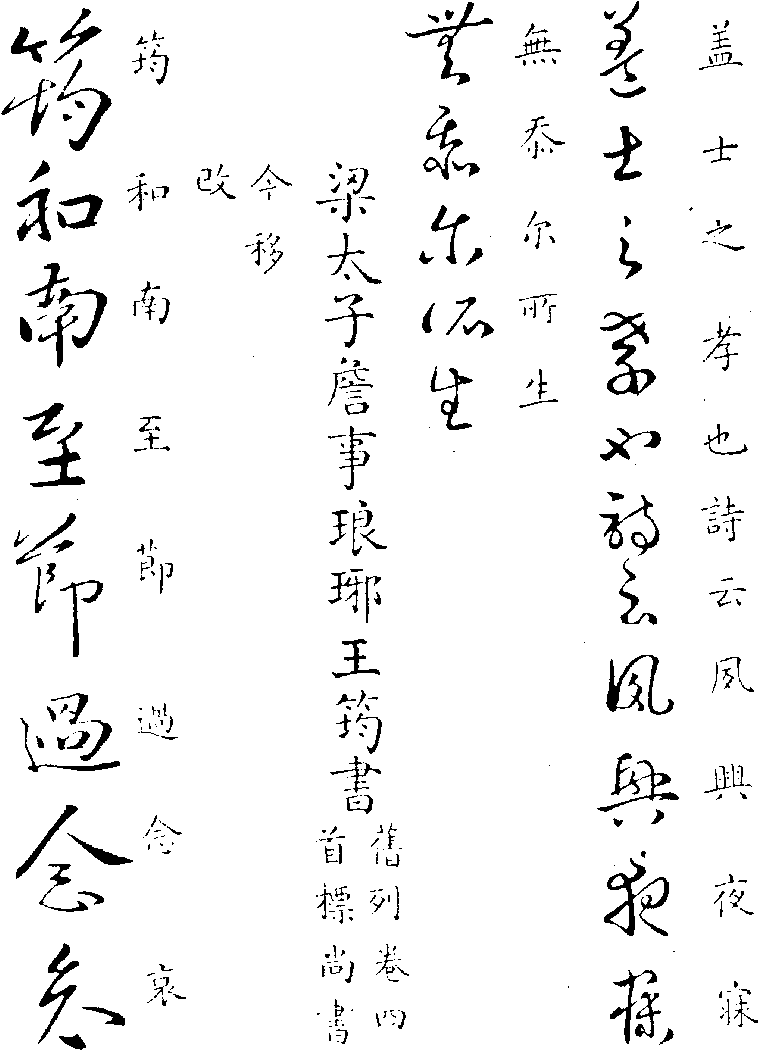 盖士之孝也詩云夙興夜寐
盖士之孝也詩云夙興夜寐
無忝尔所生
無忝尔所生
梁太子詹事琅琊王筠書
舊列卷四
首標尚書
今移
改
筠和南至節過念哀
筠和南至節過念哀